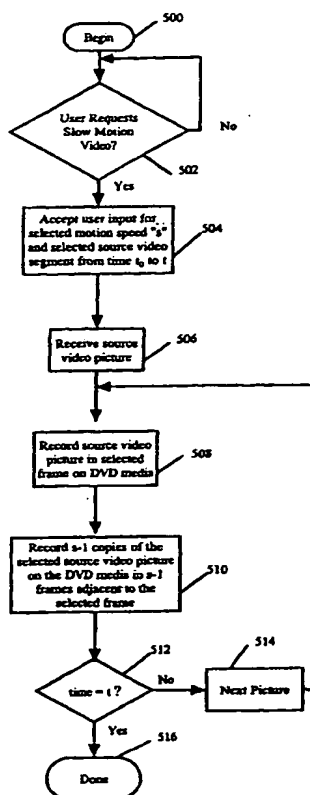 Begin
500
User Requests
Slow Motion
Video?
No
502
Yes
Accept user input for
selected motion speed "s"
and selected source video
segment from time t₀ to t
504
Receive source
video picture
506
Record source video
picture in selected
frame on DVD media
508
Record s-1 copies of the
selected source video picture
on the DVD media in s-1
frames adjacent to the
selected frame
510
512
time = t ?
No
514
Next Picture
Yes
516
Done